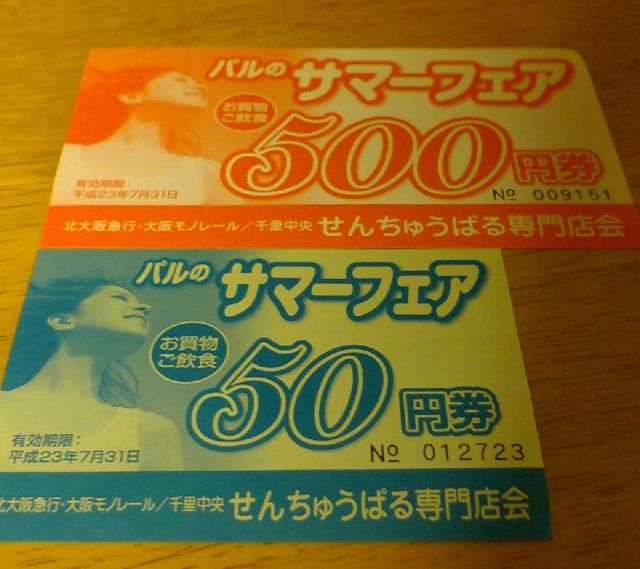 パルの サマーフェア
お買物
ご飲食
500円券
有効期限：
平成23年7月31日
№ 009151
北大阪急行・大阪モノレール／千里中央 せんちゅうぱる専門店会
パルの サマーフェア
お買物
ご飲食
50円券
有効期限：
平成23年7月31日
№ 012723
北大阪急行・大阪モノレール／千里中央 せんちゅうぱる専門店会